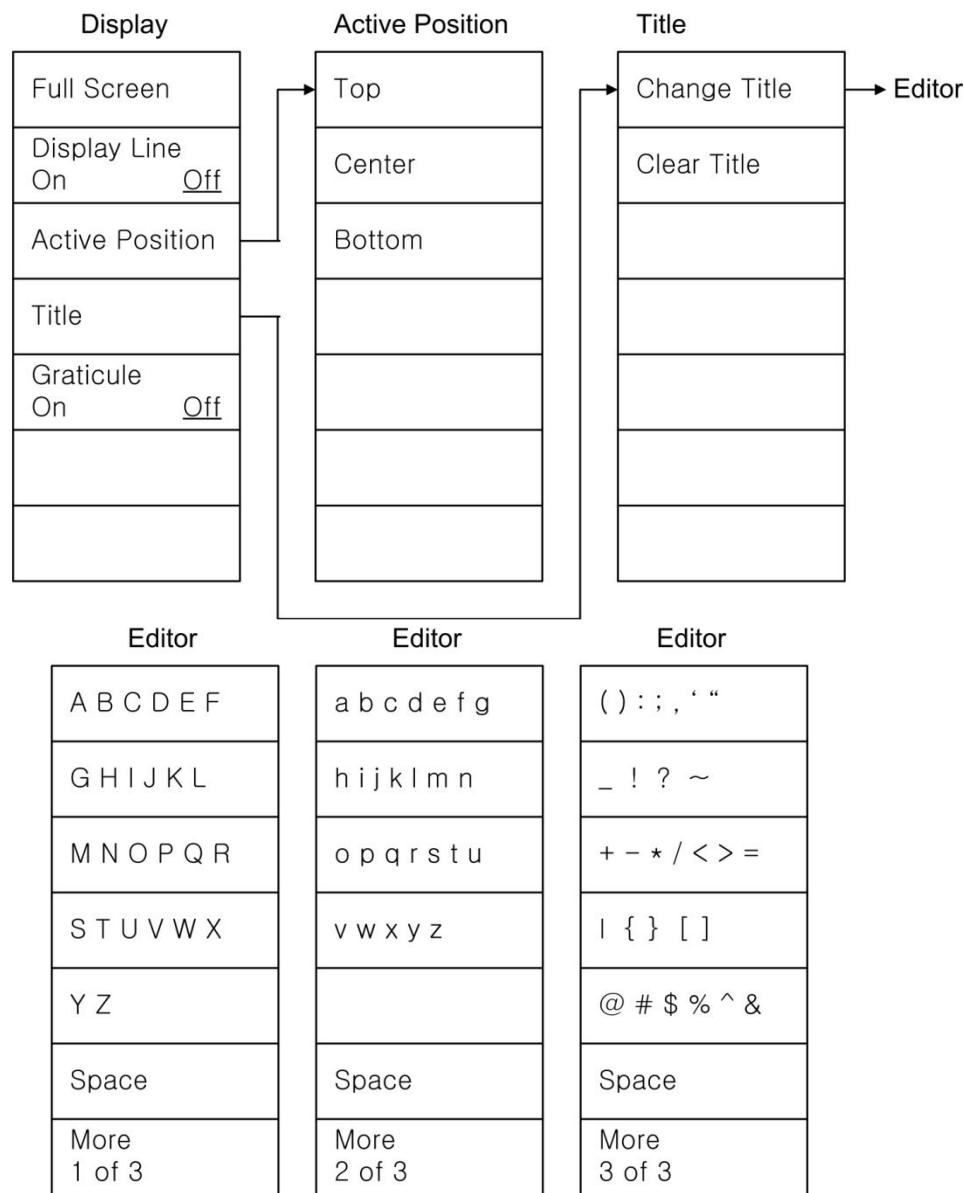 Display
Full Screen
Display Line
On Off
Active Position
Title
Graticule
On Off
Active Position
Top
Center
Bottom
Title
Change Title
Clear Title
Editor
Editor
A B C D E F
G H I J K L
M N O P Q R
S T U V W X
Y Z
Space
More
1 of 3
Editor
a b c d e f g
h i j k l m n
o p q r s t u
v w x y z
Space
More
2 of 3
Editor
( ) : ; , ‘ “
_ ! ? ~
+ − * / < > =
| { } [ ]
@ # $ % ^ &
Space
More
3 of 3